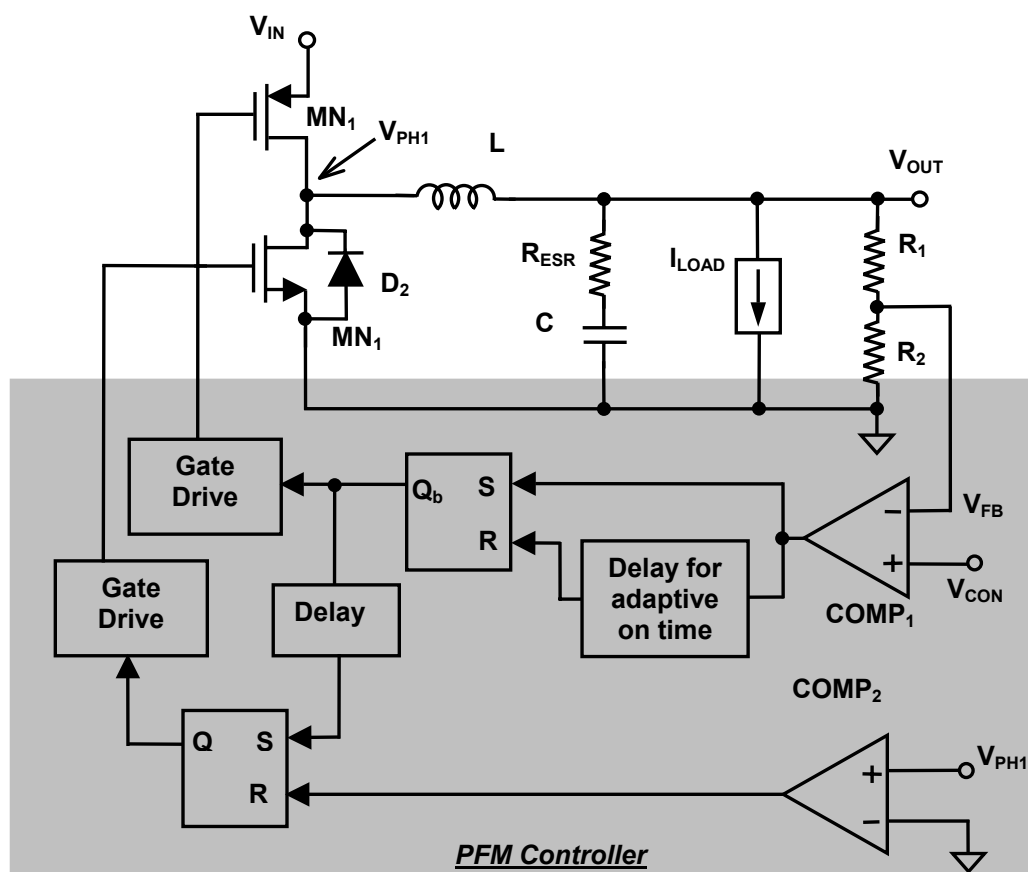 V_IN
MN_1
V_PH1
L
V_OUT
R_ESR
I_LOAD
R_1
D_2
C
MN_1
R_2
Gate
Drive
Q_b
S
R
Delay for
adaptive
on time
-
+
V_FB
V_CON
COMP_1
Gate
Drive
Delay
COMP_2
Q
S
R
+
-
V_PH1
PFM Controller